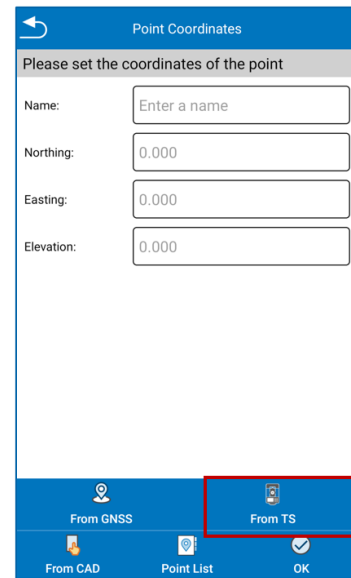 Point Coordinates
Please set the coordinates of the point
Name: Enter a name
Northing: 0.000
Easting: 0.000
Elevation: 0.000
From GNSS From TS
From CAD Point List OK